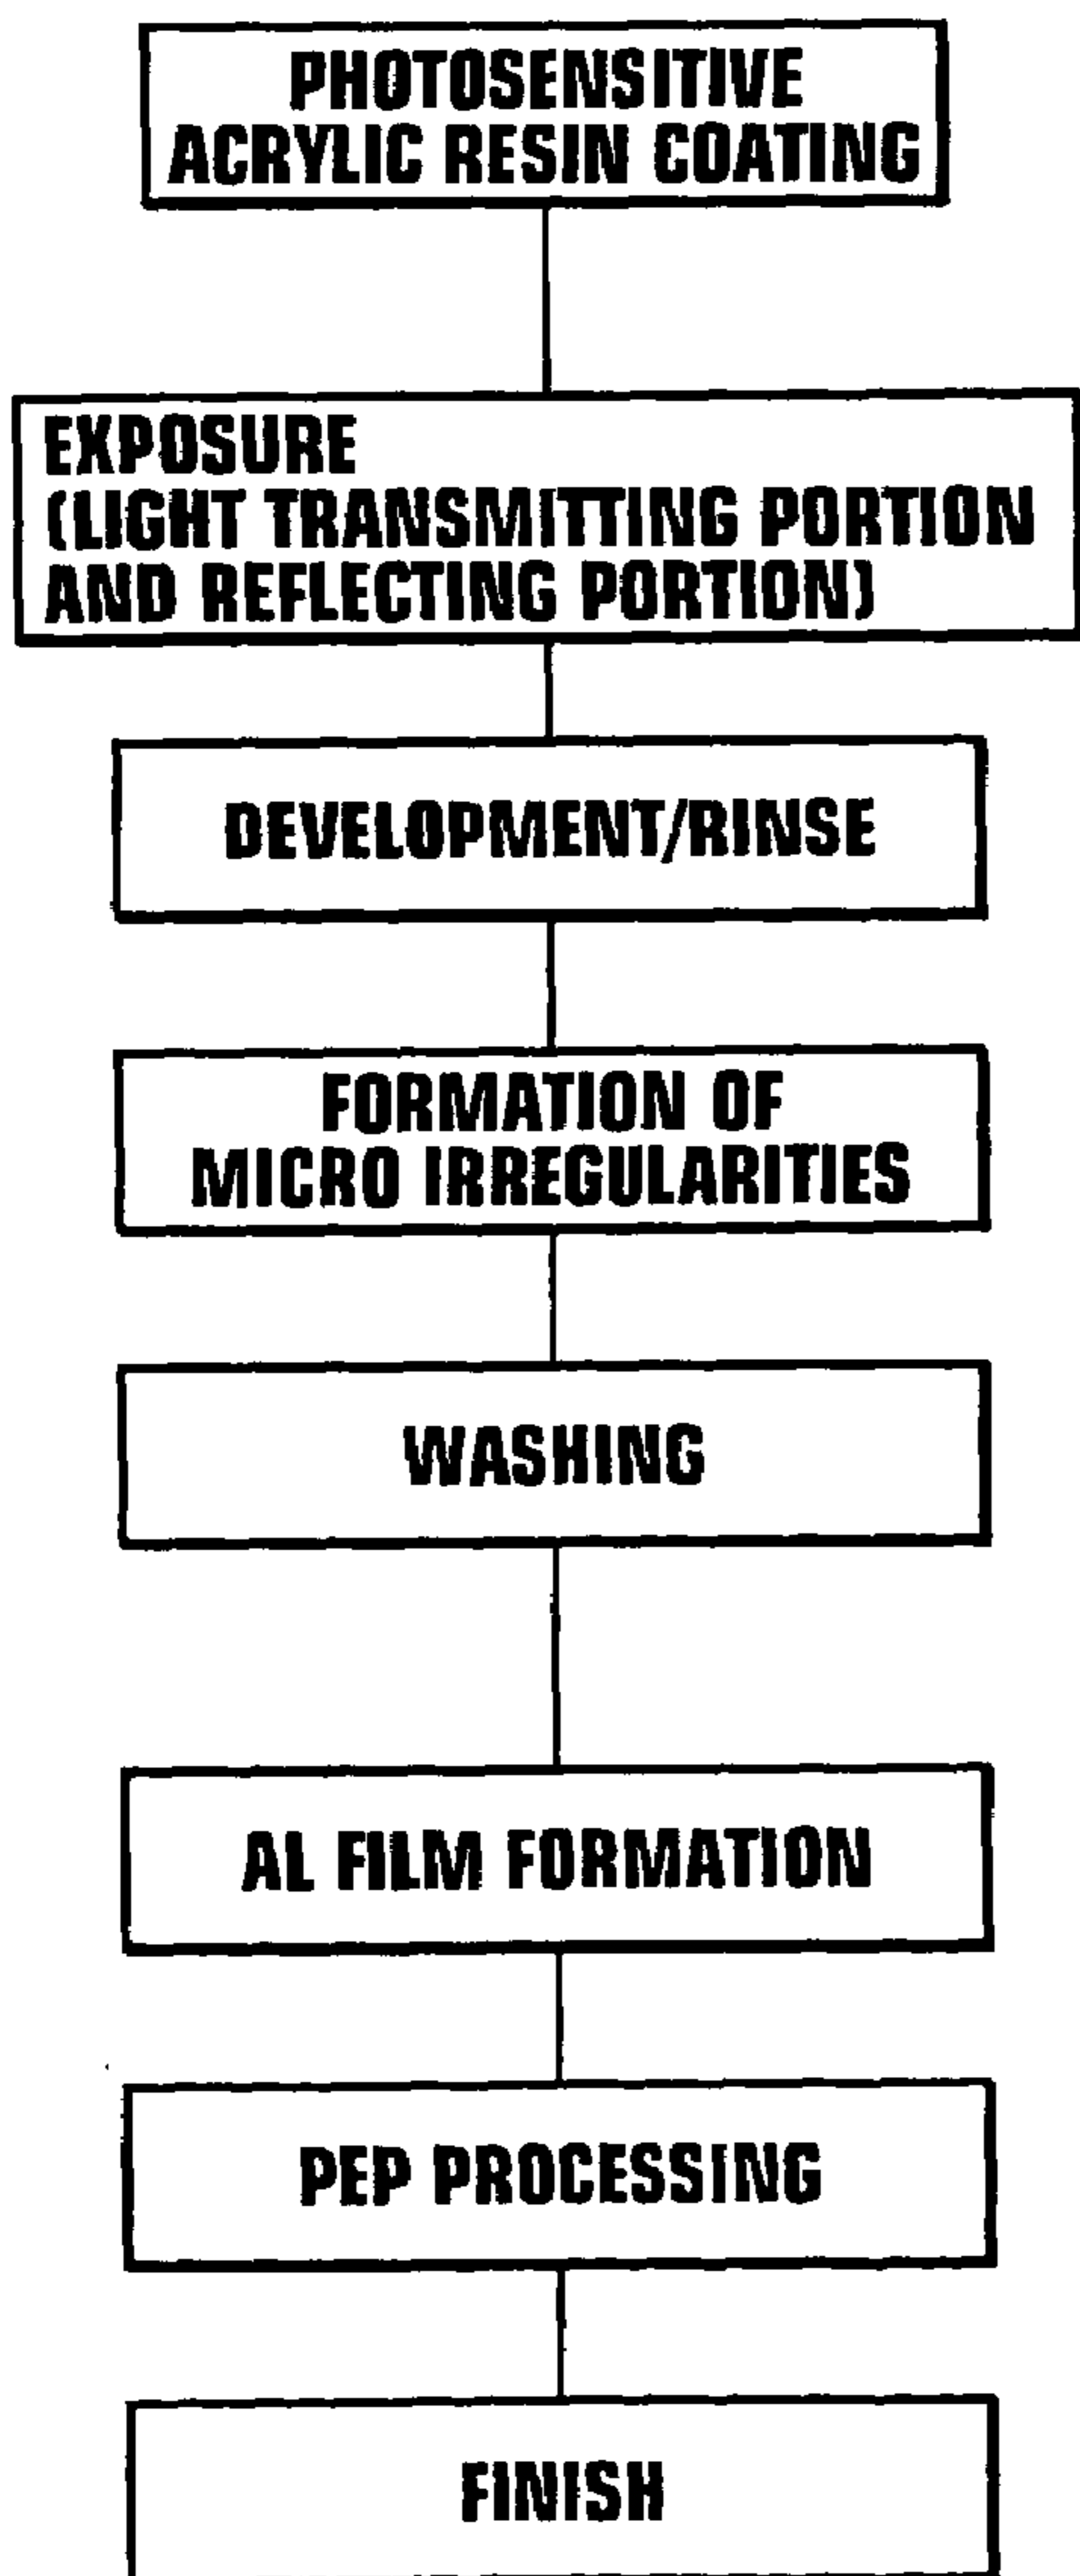 PHOTOSENSITIVE
ACRYLIC RESIN COATING
EXPOSURE
(LIGHT TRANSMITTING PORTION
AND REFLECTING PORTION)
DEVELOPMENT/RINSE
FORMATION OF
MICRO IRREGULARITIES
WASHING
AL FILM FORMATION
PEP PROCESSING
FINISH